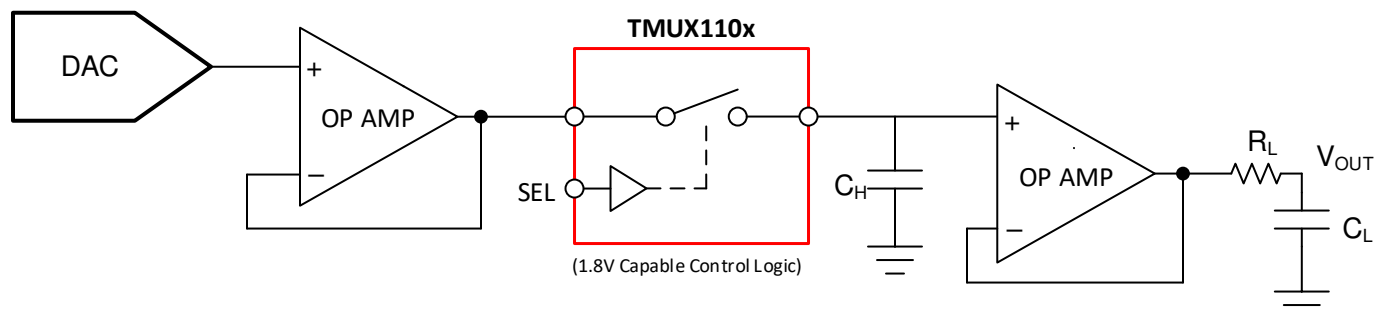 TMUX110x
DAC
+
OP AMP
−
SEL
(1.8V Capable Control Logic)
C_H
+
OP AMP
−
R_L
V_OUT
C_L